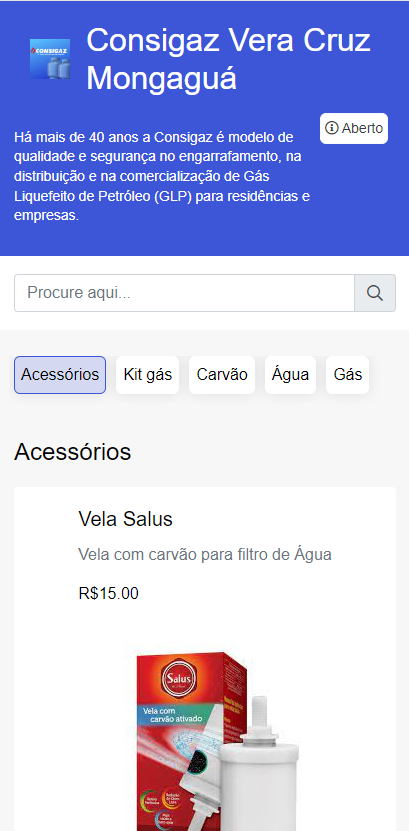 CONSIGAZ
Consigaz Vera Cruz
Mongaguá
Aberto
Há mais de 40 anos a Consigaz é modelo de
qualidade e segurança no engarrafamento, na
distribuição e na comercialização de Gás
Liquefeito de Petróleo (GLP) para residências e
empresas.
Procure aqui...
Acessórios
Kit gás
Carvão
Água
Gás
Acessórios
Vela Salus
Vela com carvão para filtro de Água
R$15.00
Salus
Vela com
carvão ativado